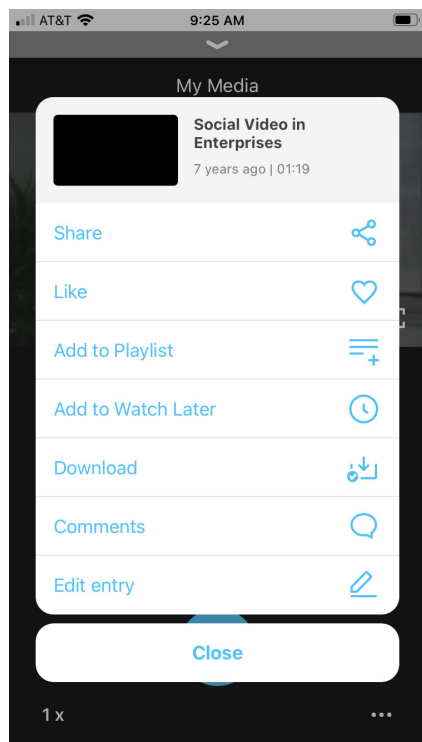 AT&T 9:25 AM
My Media
Social Video in
Enterprises
7 years ago | 01:19
Share
Like
Add to Playlist
Add to Watch Later
Download
Comments
Edit entry
Close
1 x